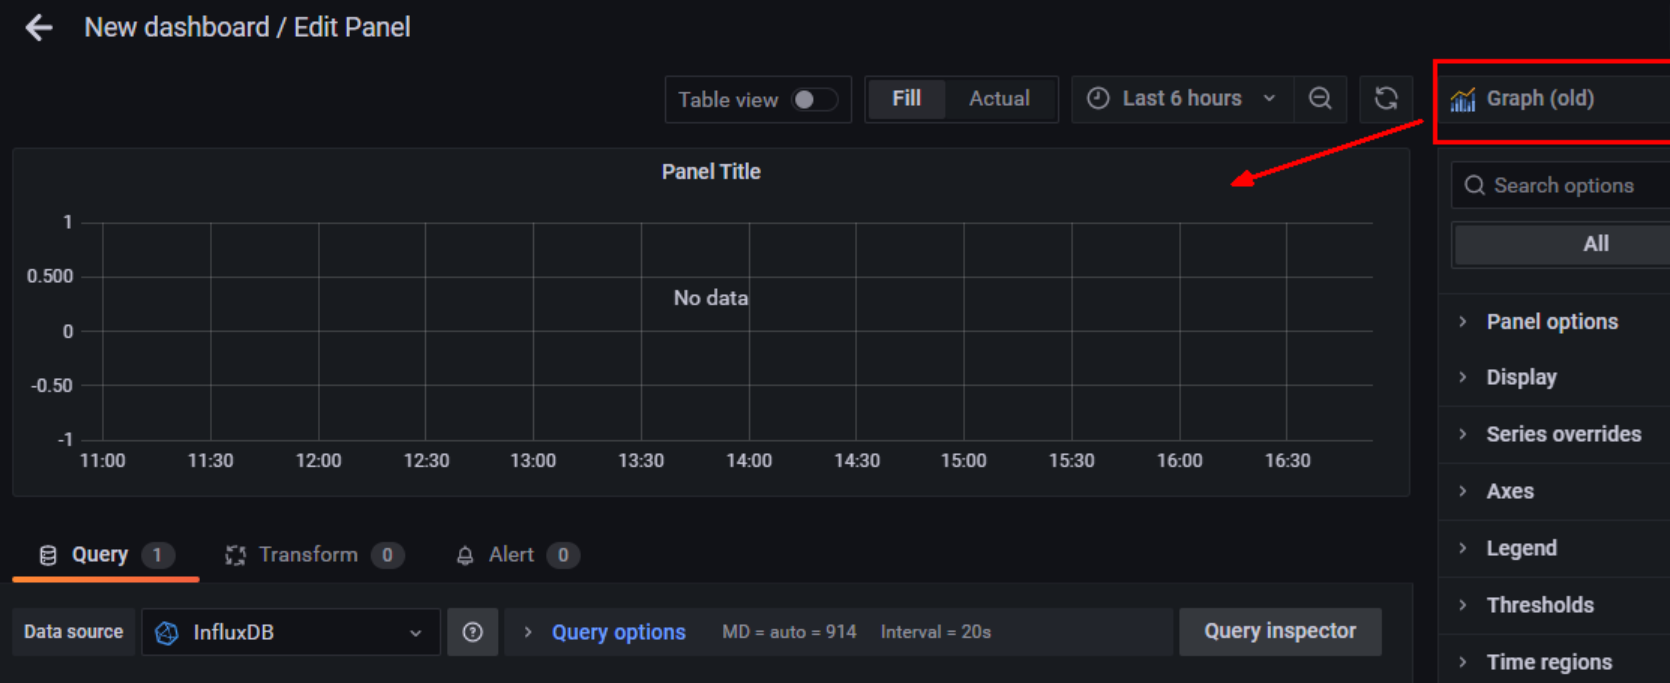 New dashboard / Edit Panel
Table view
Fill
Actual
Last 6 hours
Graph (old)
Panel Title
Search options
All
1
0.500
0
-0.50
-1
No data
11:00 11:30 12:00 12:30 13:00 13:30 14:00 14:30 15:00 15:30 16:00 16:30
Panel options
Display
Series overrides
Axes
Legend
Thresholds
Time regions
Query 1
Transform 0
Alert 0
Data source
InfluxDB
Query options
MD = auto = 914
Interval = 20s
Query inspector